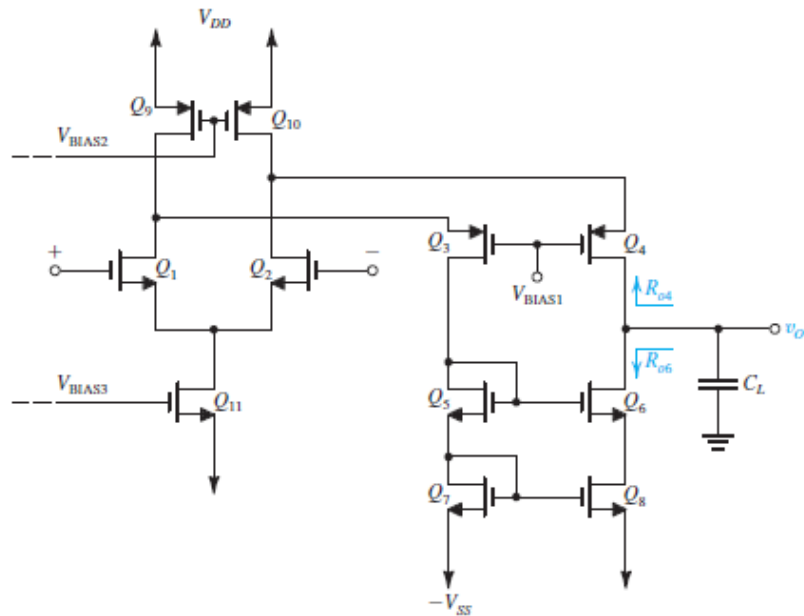 V_DD
Q_9
Q_10
V_BIAS2
+
−
Q_1
Q_2
Q_3
Q_4
V_BIAS1
R_o4
v_O
R_o6
V_BIAS3
Q_11
Q_5
Q_6
C_L
Q_7
Q_8
−V_SS